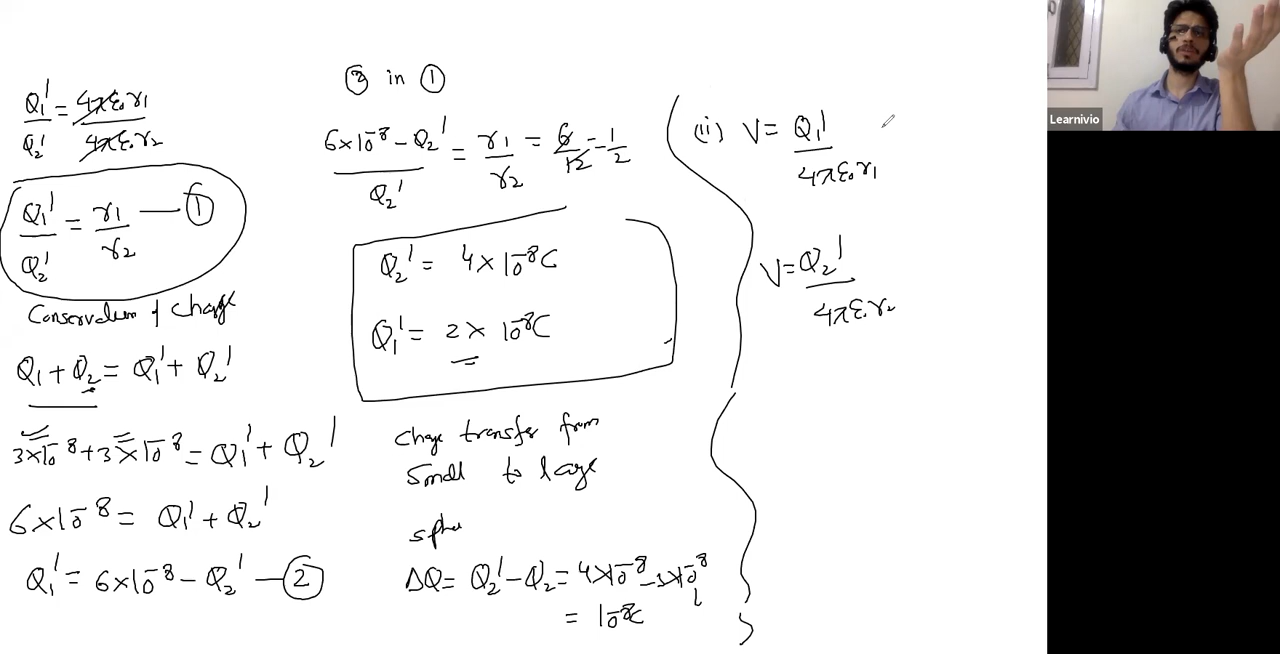 Q₁'/Q₂' = 4πε₀r₁/4πε₀r₂
Q₁'/Q₂' = r₁/r₂ — ①
Conservation of charge
Q₁ + Q₂ = Q₁' + Q₂'
3×10⁻⁸ + 3×10⁻⁸ = Q₁' + Q₂'
6×10⁻⁸ = Q₁' + Q₂'
Q₁' = 6×10⁻⁸ - Q₂' — ②
② in ①
6×10⁻⁸ - Q₂'/Q₂' = r₁/r₂ = 6/12 = 1/2
Q₂' = 4×10⁻⁸C
Q₁' = 2×10⁻⁸C
charge transfer from
small to large
ΔQ = Q₂' - Q₂ = 4×10⁻⁸ - 3×10⁻⁸
= 10⁻⁸C
(ii) V = Q₁'/4πε₀r₁
V = Q₂'/4πε₀r₂
Learnivio